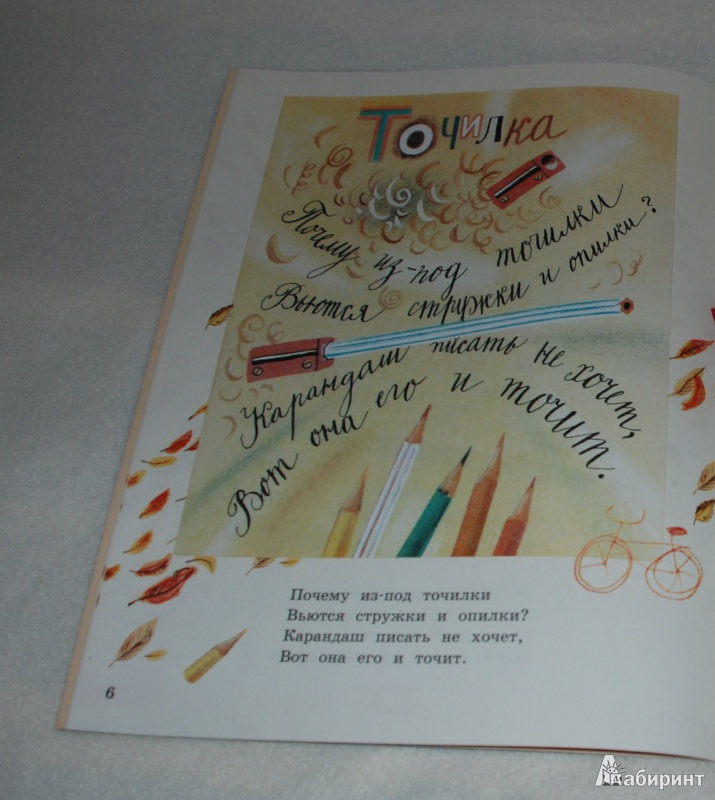 Точилка
Почему из-под точилки
Вьются стружки и опилки?
Карандаш писать не хочет,
Вот она его и точит.
Почему из-под точилки
Вьются стружки и опилки?
Карандаш писать не хочет,
Вот она его и точит.
6
Лабиринт